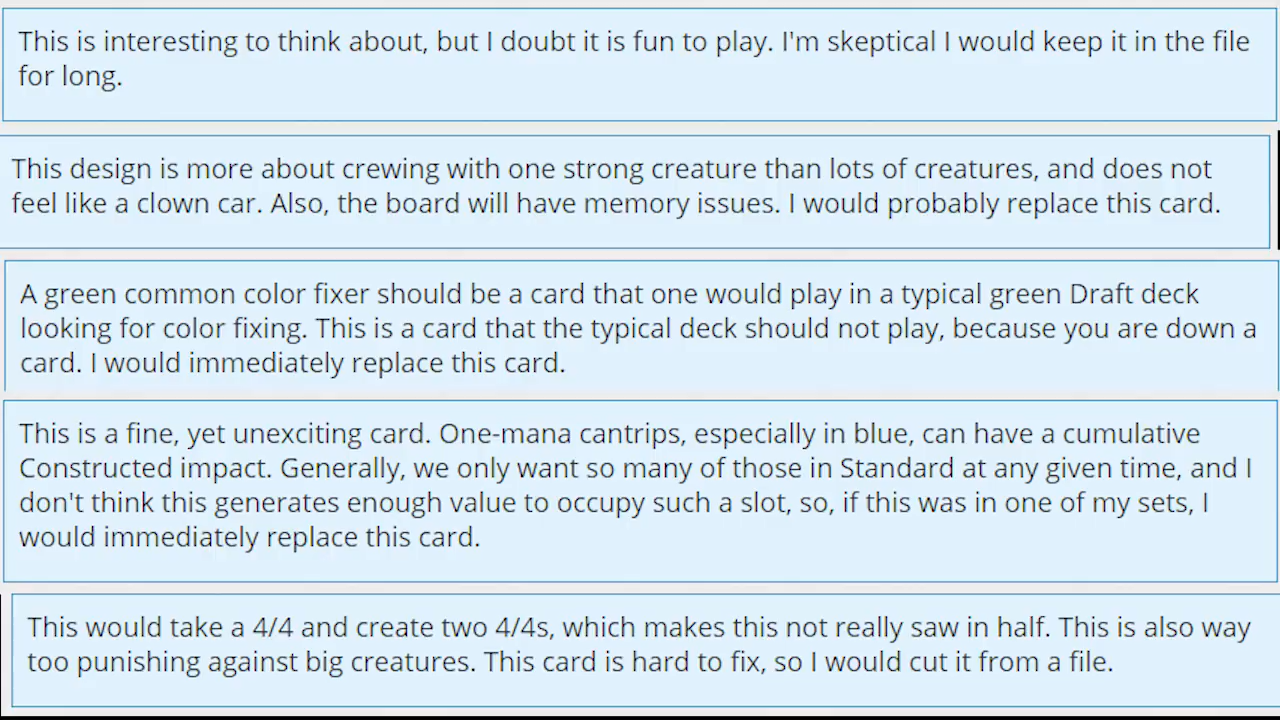 This is interesting to think about, but I doubt it is fun to play. I'm skeptical I would keep it in the file
for long.
This design is more about crewing with one strong creature than lots of creatures, and does not
feel like a clown car. Also, the board will have memory issues. I would probably replace this card.
A green common color fixer should be a card that one would play in a typical green Draft deck
looking for color fixing. This is a card that the typical deck should not play, because you are down a
card. I would immediately replace this card.
This is a fine, yet unexciting card. One-mana cantrips, especially in blue, can have a cumulative
Constructed impact. Generally, we only want so many of those in Standard at any given time, and I
don't think this generates enough value to occupy such a slot, so, if this was in one of my sets, I
would immediately replace this card.
This would take a 4/4 and create two 4/4s, which makes this not really saw in half. This is also way
too punishing against big creatures. This card is hard to fix, so I would cut it from a file.